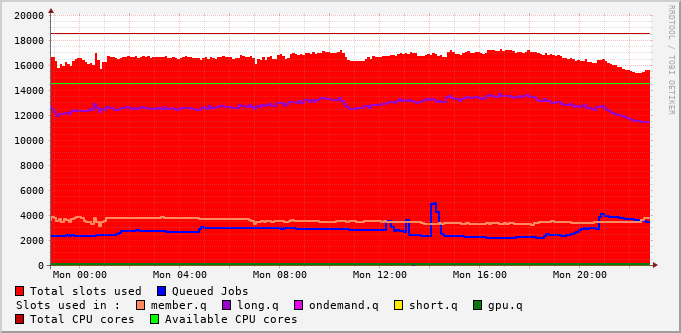 20000
18000
16000
14000
12000
10000
8000
6000
4000
2000
0
Mon 00:00 Mon 04:00 Mon 08:00 Mon 12:00 Mon 16:00 Mon 20:00
RRDTOOL / TOBI OETIKER
Total slots used Queued Jobs
Slots used in : member.q long.q ondemand.q short.q gpu.q
Total CPU cores Available CPU cores